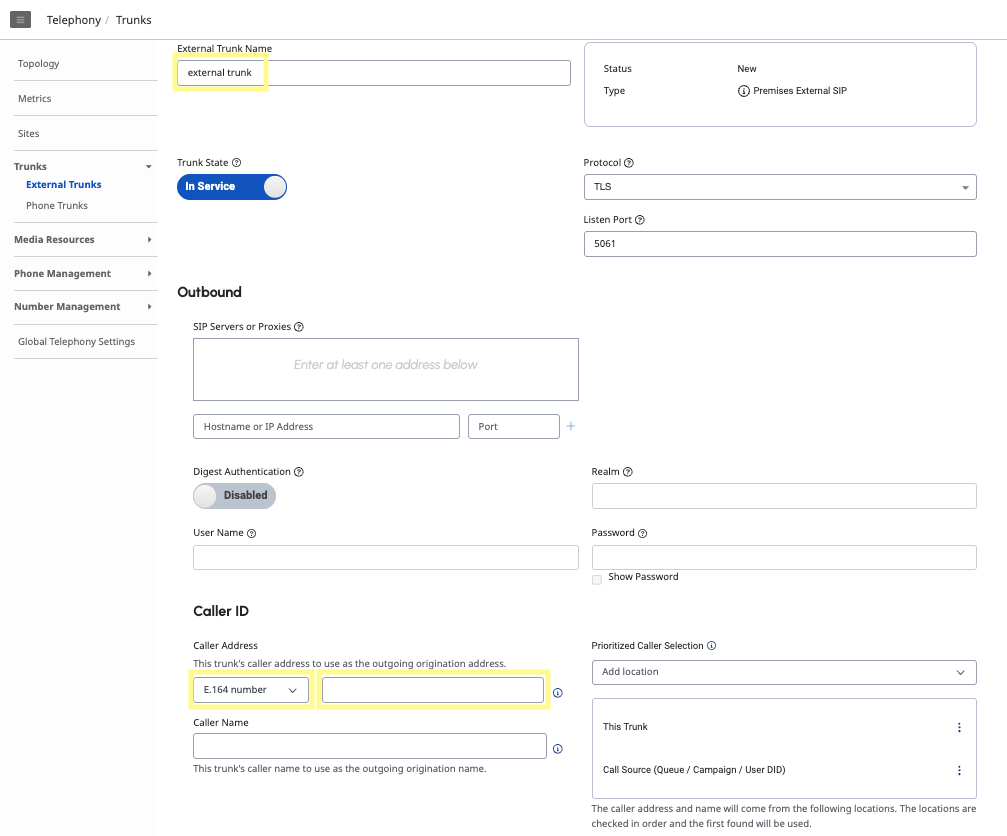 Telephony / Trunks
Topology
Metrics
Sites
Trunks
External Trunks
Phone Trunks
Media Resources
Phone Management
Number Management
Global Telephony Settings
External Trunk Name
external trunk
Status New
Type Premises External SIP
Trunk State
In Service
Protocol
TLS
Listen Port
5061
Outbound
SIP Servers or Proxies
Enter at least one address below
Hostname or IP Address Port +
Digest Authentication
Disabled
Realm
User Name
Password
Show Password
Caller ID
Caller Address
This trunk's caller address to use as the outgoing origination address.
E.164 number
Caller Name
This trunk's caller name to use as the outgoing origination name.
Prioritized Caller Selection
Add location
This Trunk
Call Source (Queue / Campaign / User DID)
The caller address and name will come from the following locations. The locations are
checked in order and the first found will be used.